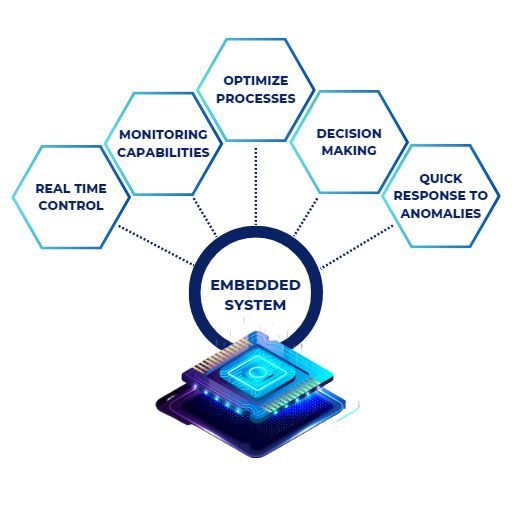 OPTIMIZE
PROCESSES
MONITORING
CAPABILITIES
DECISION
MAKING
REAL TIME
CONTROL
QUICK
RESPONSE TO
ANOMALIES
EMBEDDED
SYSTEM